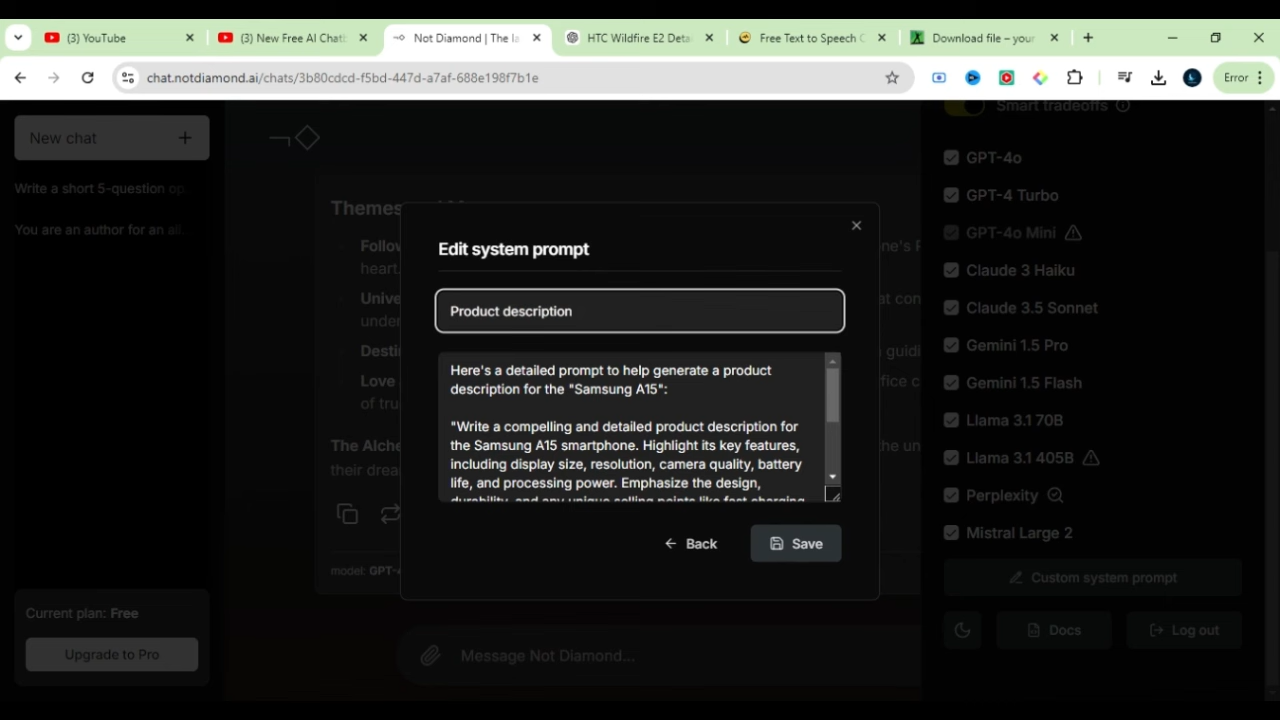 (3) YouTube
(3) New Free AI Chatb
Not Diamond | The la
HTC Wildfire E2 Deta
Free Text to Speech O
Download file – your
chat.notdiamond.ai/chats/3b80cdcd-f5bd-447d-a7af-688e198f7b1e
Error
New chat
Write a short 5-question op
You are an author for an
Current plan: Free
Upgrade to Pro
Themes
Follow
heart.
Unive
under
Desti
Love
of tru
The Alche
their drea
model: GPT-4
Edit system prompt
Product description
Here's a detailed prompt to help generate a product
description for the "Samsung A15":
"Write a compelling and detailed product description for
the Samsung A15 smartphone. Highlight its key features,
including display size, resolution, camera quality, battery
life, and processing power. Emphasize the design,
durability, and any unique selling points like fast charging
Back
Save
Message Not Diamond...
Smart tradeoffs
GPT-4o
GPT-4 Turbo
GPT-4o Mini
Claude 3 Haiku
Claude 3.5 Sonnet
Gemini 1.5 Pro
Gemini 1.5 Flash
Llama 3.1 70B
Llama 3.1 405B
Perplexity
Mistral Large 2
Custom system prompt
Docs
Log out